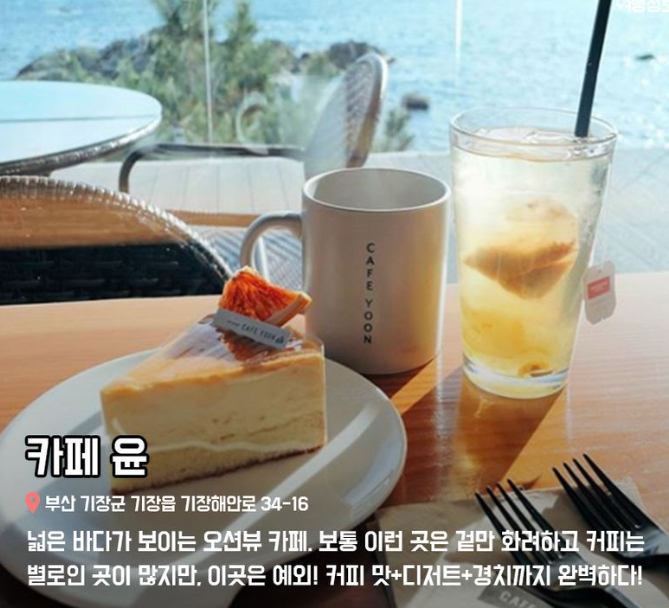 CAFE YOON
CAFE YOON
카페 윤
부산 기장군 기장읍 기장해안로 34-16
넓은 바다가 보이는 오션뷰 카페. 보통 이런 곳은 겉만 화려하고 커피는
별로인 곳이 많지만, 이곳은 예외! 커피 맛+디저트+경치까지 완벽하다!